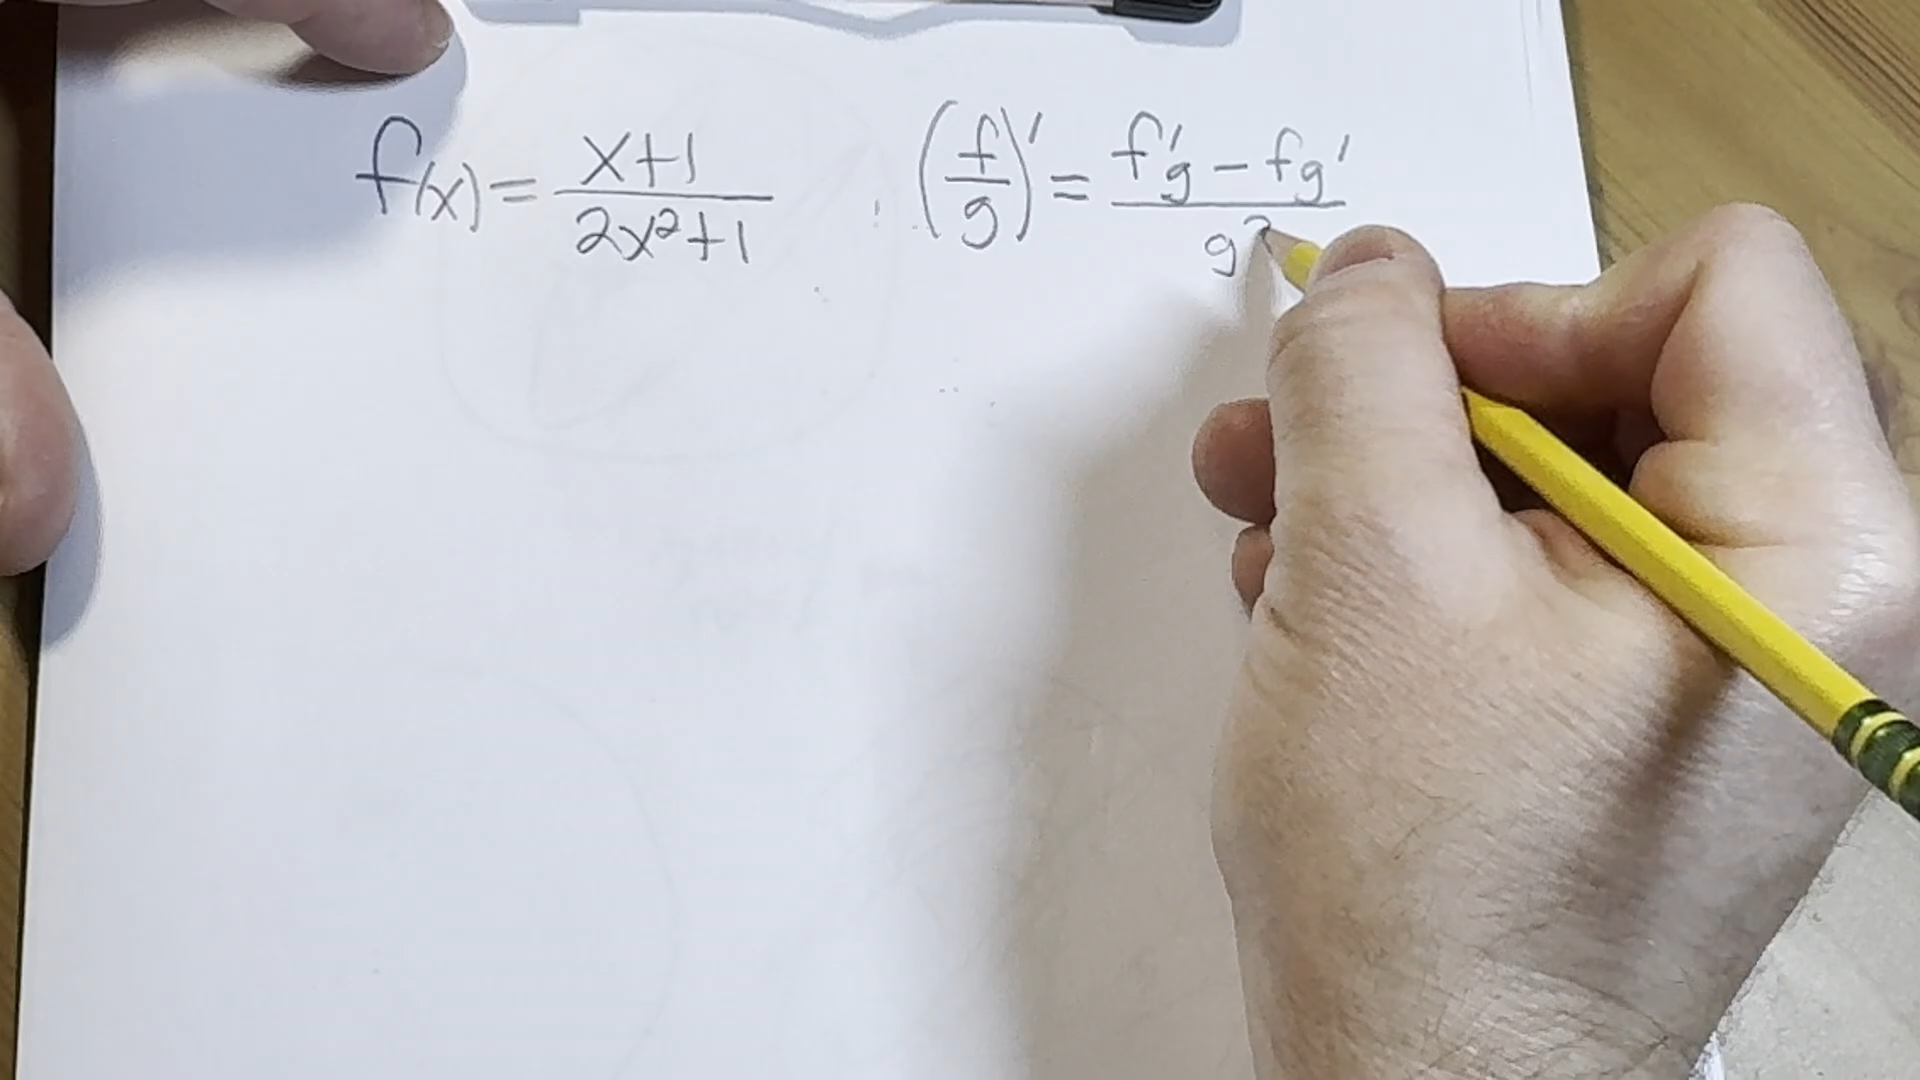 f(x) = x+1 / 2x²+1 (f/g)' = f'g - fg' / g²